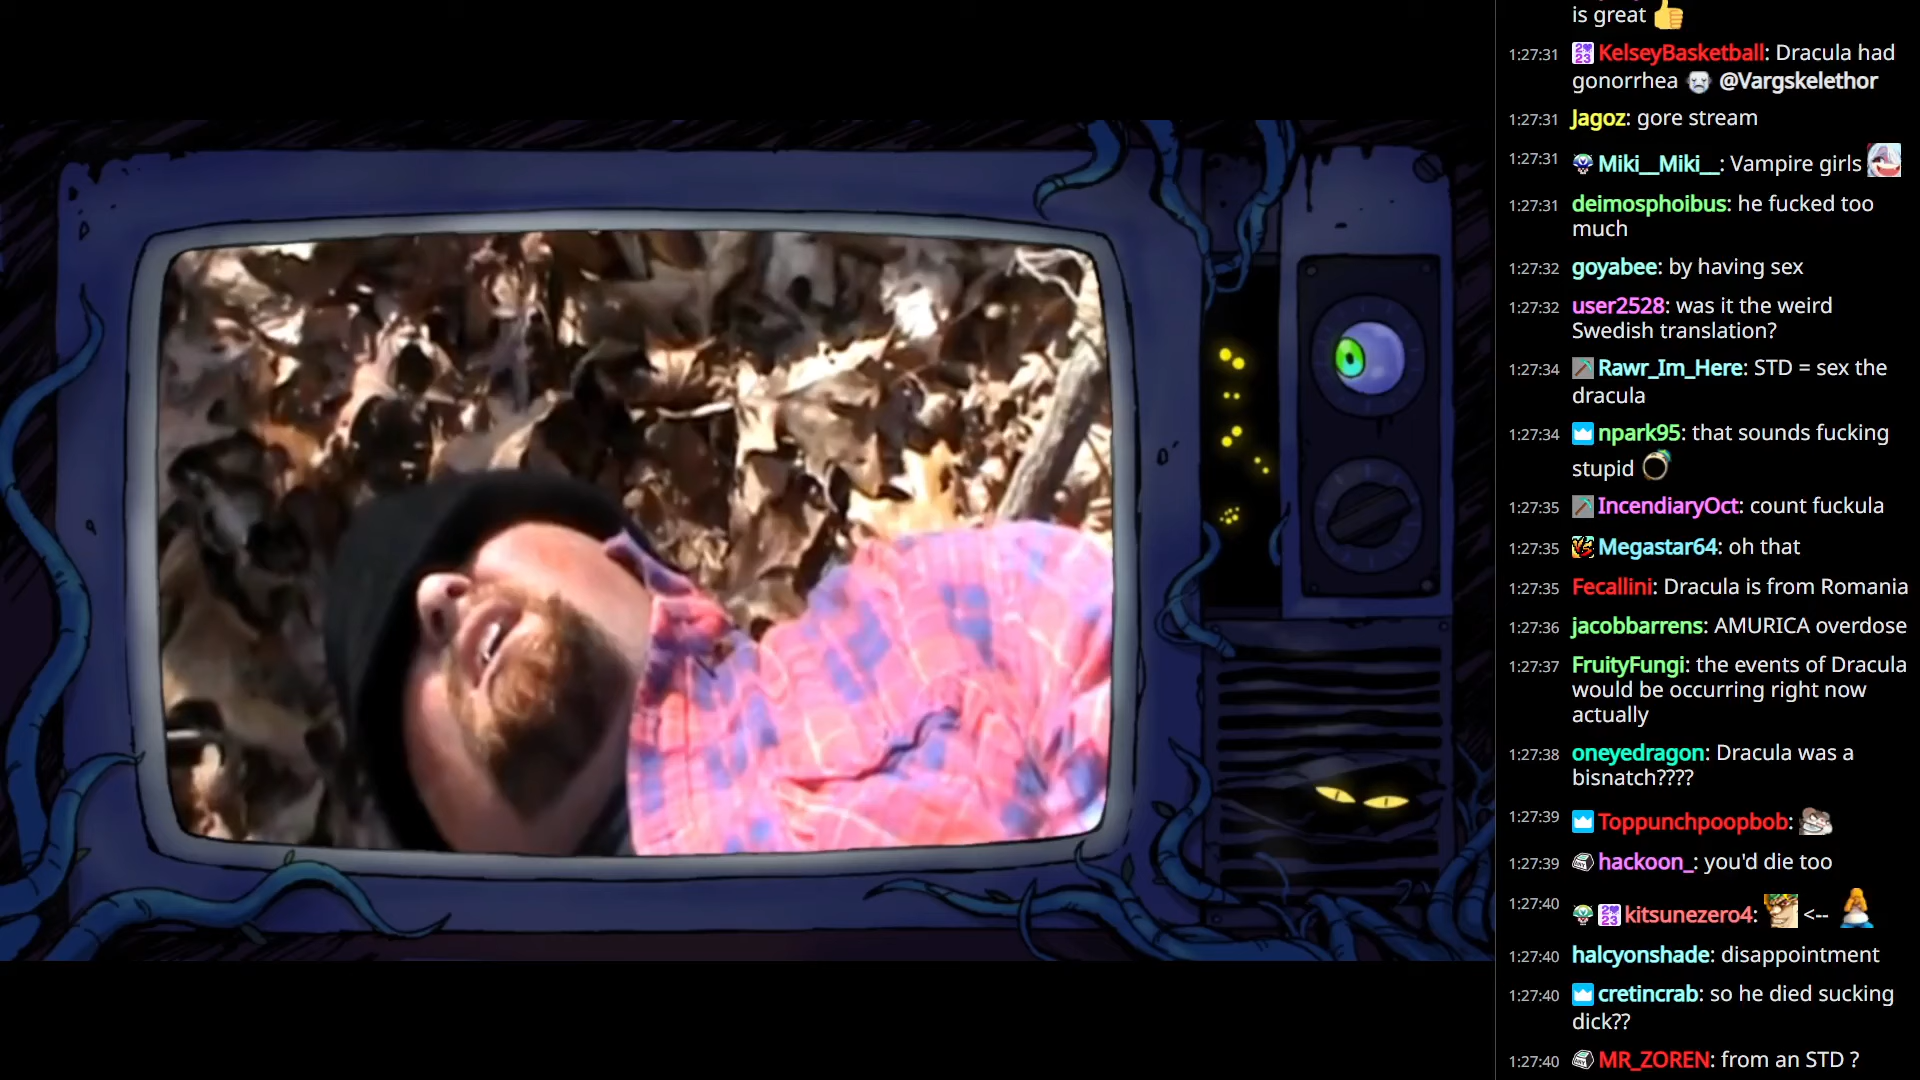 is great
1:27:31 KelseyBasketball: Dracula had
gonorrhea @Vargskelethor
1:27:31 Jagoz: gore stream
1:27:31 Miki__Miki__: Vampire girls
1:27:31 deimosphoibus: he fucked too
much
1:27:32 goyabee: by having sex
1:27:32 user2528: was it the weird
Swedish translation?
1:27:34 Rawr_Im_Here: STD = sex the
dracula
1:27:34 npark95: that sounds fucking
stupid
1:27:35 IncendiaryOct: count fuckula
1:27:35 Megastar64: oh that
1:27:35 Fecallini: Dracula is from Romania
1:27:36 jacobbarrens: AMURICA overdose
1:27:37 FruityFungi: the events of Dracula
would be occurring right now
actually
1:27:38 oneyedragon: Dracula was a
bisnatch????
1:27:39 Toppunchpoopbob:
1:27:39 hackoon_: you'd die too
1:27:40 kitsunezero4: <--
1:27:40 halcyonshade: disappointment
1:27:40 cretincrab: so he died sucking
dick??
1:27:40 MR_ZOREN: from an STD ?